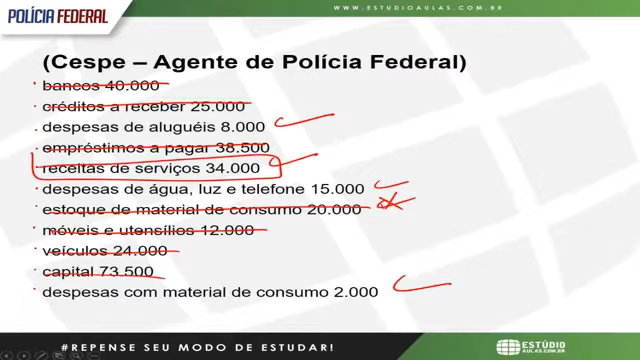 POLÍCIA FEDERAL
WWW.ESTUDIOAULAS.COM.BR
(Cespe – Agente de Polícia Federal)
bancos 40.000
créditos a receber 25.000
despesas de aluguéis 8.000
empréstimos a pagar 38.500
receitas de serviços 34.000
despesas de água, luz e telefone 15.000
estoque de material de consumo 20.000
móveis e utensílios 12.000
veículos 24.000
capital 73.500
despesas com material de consumo 2.000
#REPENSE SEU MODO DE ESTUDAR!
ESTÚDIO
AULAS.COM.BR